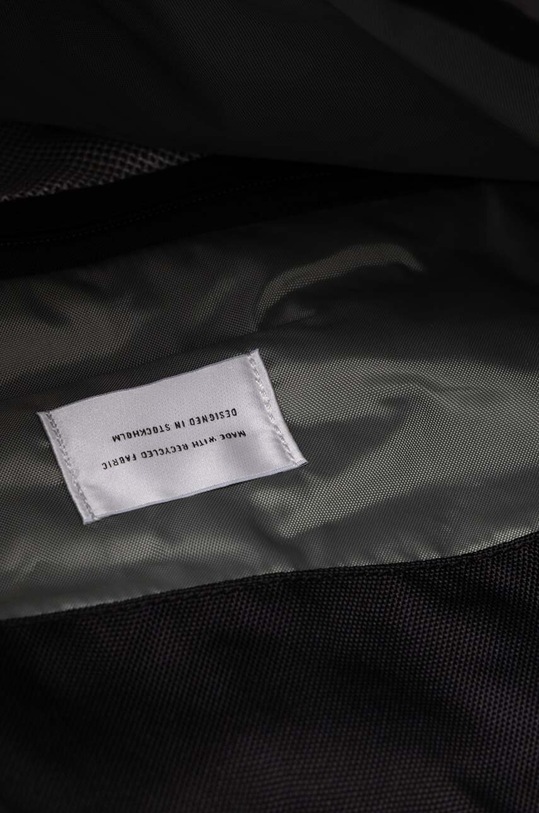 MADE WITH RECYCLED FABRIC
DESIGNED IN STOCKHOLM